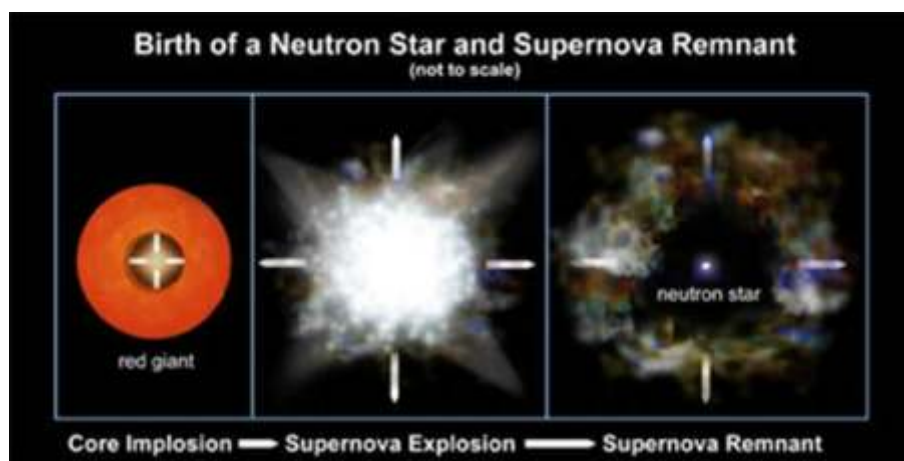 Birth of a Neutron Star and Supernova Remnant
(not to scale)
red giant
neutron star
Core Implosion Supernova Explosion Supernova Remnant